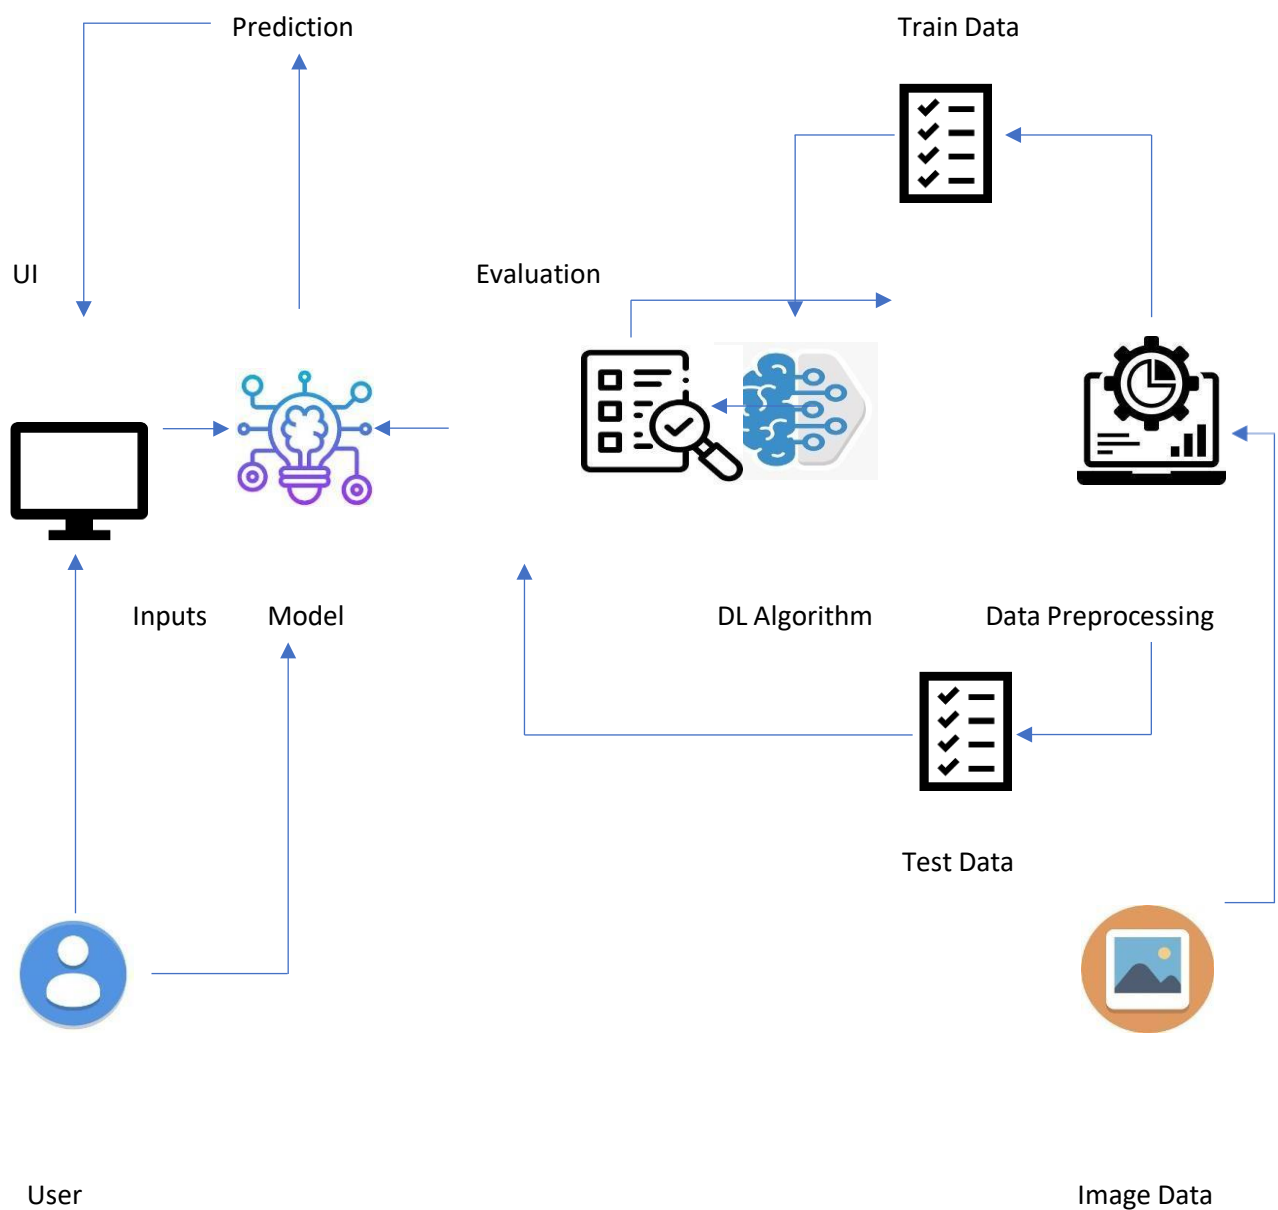 Prediction
Train Data
UI
Evaluation
Inputs
Model
DL Algorithm
Data Preprocessing
Test Data
User
Image Data